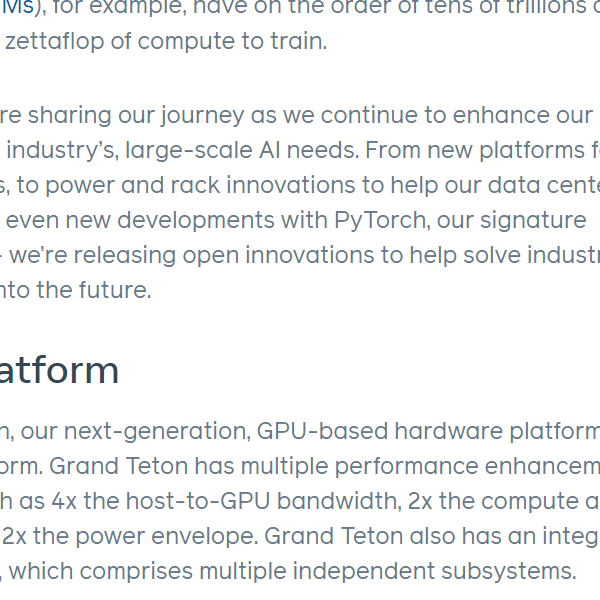 Ms), for example, have on the order of tens of trillions
zettaflop of compute to train.
re sharing our journey as we continue to enhance our
industry’s, large-scale AI needs. From new platforms
s, to power and rack innovations to help our data cent
even new developments with PyTorch, our signature
we’re releasing open innovations to help solve industr
nto the future.
atform
n, our next-generation, GPU-based hardware platform
orm. Grand Teton has multiple performance enhancem
h as 4x the host-to-GPU bandwidth, 2x the compute a
2x the power envelope. Grand Teton also has an integ
, which comprises multiple independent subsystems.